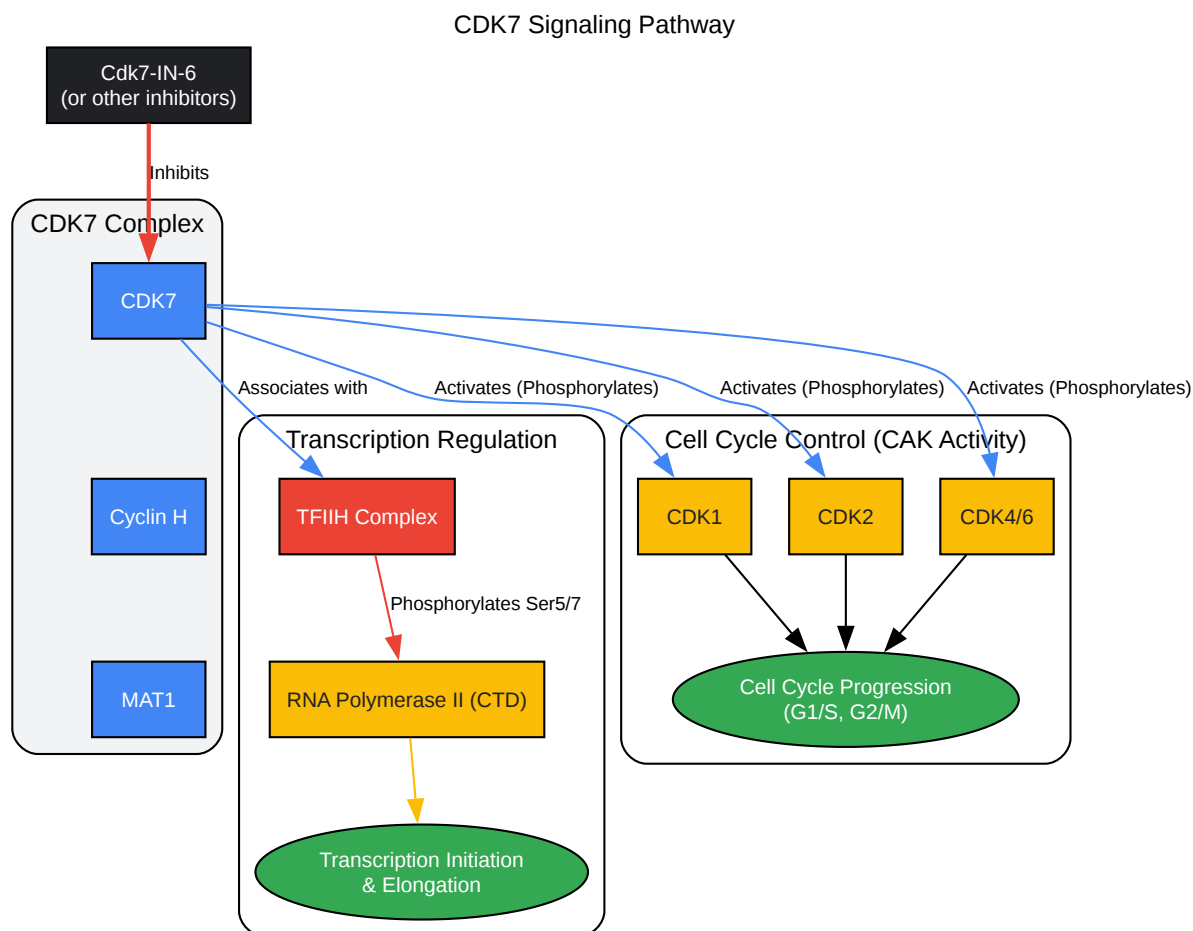 CDK7 Signaling Pathway
Cdk7-IN-6
(or other inhibitors)
Inhibits
CDK7 Complex
CDK7
Associates with
Activates (Phosphorylates)
Activates (Phosphorylates)
Activates (Phosphorylates)
Transcription Regulation
Cell Cycle Control (CAK Activity)
Cyclin H
TFIIH Complex
CDK1
CDK2
CDK4/6
Phosphorylates Ser5/7
MAT1
RNA Polymerase II (CTD)
Cell Cycle Progression
(G1/S, G2/M)
Transcription Initiation
& Elongation